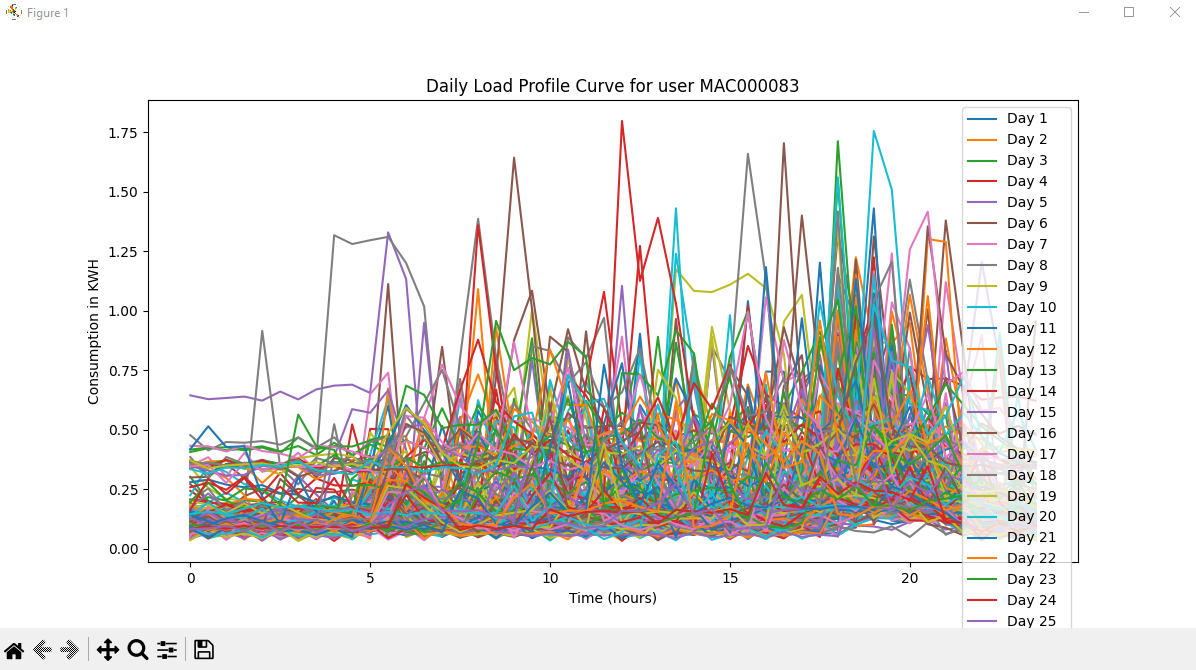 Figure 1
Daily Load Profile Curve for user MAC000083
Consumption in KWH
1.75
1.50
1.25
1.00
0.75
0.50
0.25
0.00
0 5 10 15 20
Time (hours)
Day 1
Day 2
Day 3
Day 4
Day 5
Day 6
Day 7
Day 8
Day 9
Day 10
Day 11
Day 12
Day 13
Day 14
Day 15
Day 16
Day 17
Day 18
Day 19
Day 20
Day 21
Day 22
Day 23
Day 24
Day 25